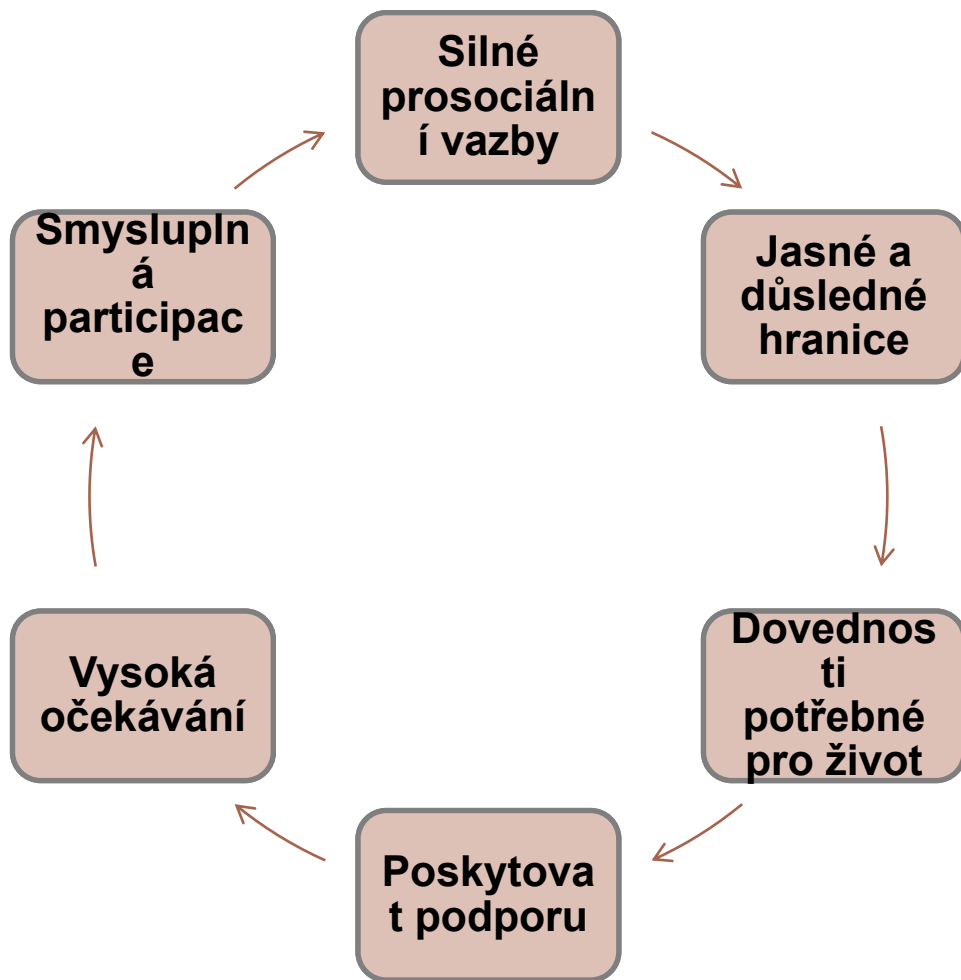 Silné
prosociáln
í vazby
Jasné a
důsledné
hranice
Dovednos
ti
potřebné
pro život
Poskytova
t podporu
Vysoká
očekávání
Smyslupln
á
participac
e